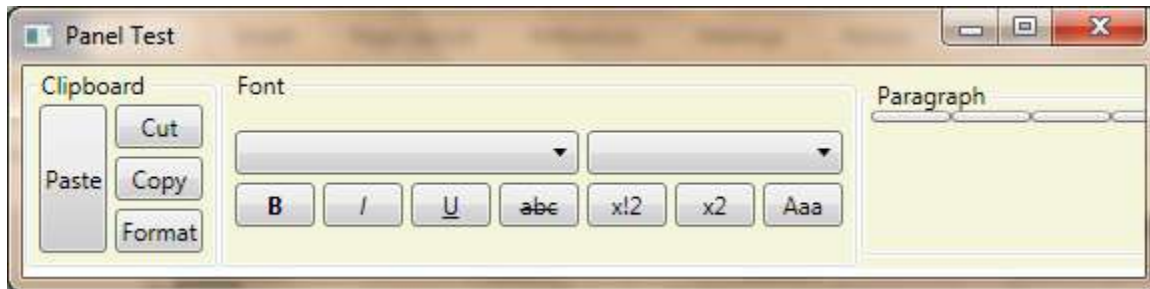 Panel Test
Clipboard
Font
Paragraph
Paste
Cut
Copy
Format
B I U abc x!2 x2 Aaa